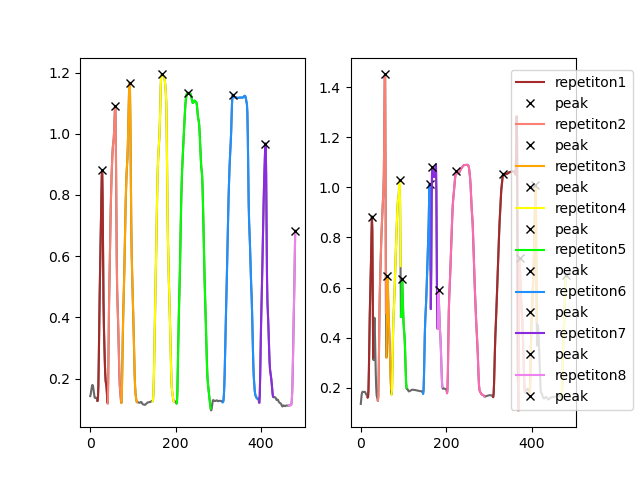 1.2
1.0
0.8
0.6
0.4
0.2
0
200
400
1.4
1.2
1.0
0.8
0.6
0.4
0.2
0
200
400
repetiton1
peak
repetiton2
peak
repetiton3
peak
repetiton4
peak
repetiton5
peak
repetiton6
peak
repetiton7
peak
repetiton8
peak